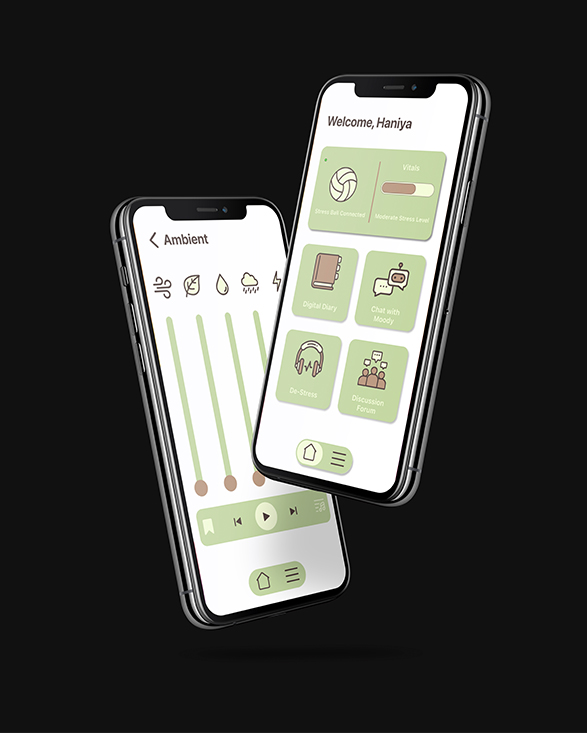 Welcome, Haniya
Vitals
Stress Ball Connected
Moderate Stress Level
Digital Diary
Chat with
Moody
De-Stress
Discussion
Forum
Ambient